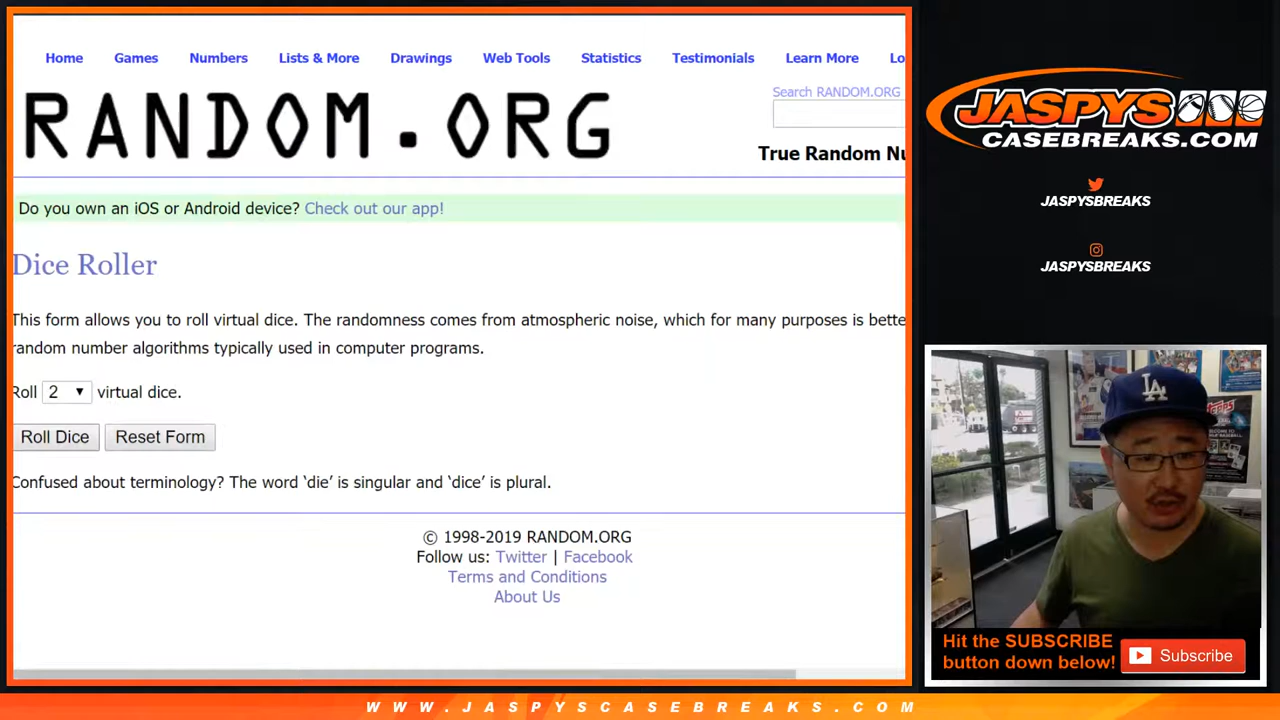 Home Games Numbers Lists & More Drawings Web Tools Statistics Testimonials Learn More Lo
Search RANDOM.ORG
RANDOM.ORG
True Random Nu
Do you own an iOS or Android device? Check out our app!
Dice Roller
This form allows you to roll virtual dice. The randomness comes from atmospheric noise, which for many purposes is bette
random number algorithms typically used in computer programs.
Roll 2 virtual dice.
Roll Dice Reset Form
Confused about terminology? The word ‘die’ is singular and ‘dice’ is plural.
© 1998-2019 RANDOM.ORG
Follow us: Twitter | Facebook
Terms and Conditions
About Us
JASPYS
CASEBREAKS.COM
JASPYSBREAKS
JASPYSBREAKS
LA
Hit the SUBSCRIBE
button down below!
Subscribe
WWW.JASPYSCASEBREAKS.COM